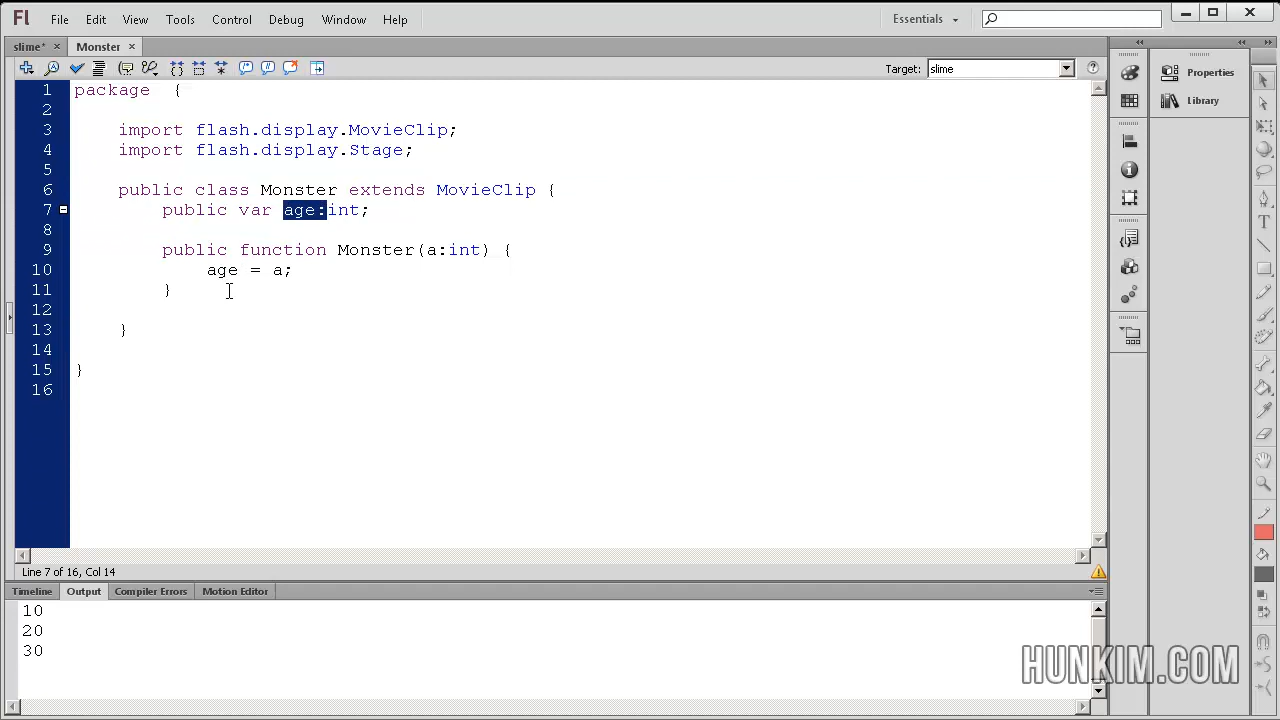 Fl File Edit View Tools Control Debug Window Help Essentials
slime* × Monster ×
Target: slime
1 package {
2
3 import flash.display.MovieClip;
4 import flash.display.Stage;
5
6 public class Monster extends MovieClip {
7 public var age:int;
8
9 public function Monster(a:int) {
10 age = a;
11 }
12
13 }
14
15 }
16
Properties
Library
Line 7 of 16, Col 14
Timeline Output Compiler Errors Motion Editor
10
20
30
HUNKIM.COM